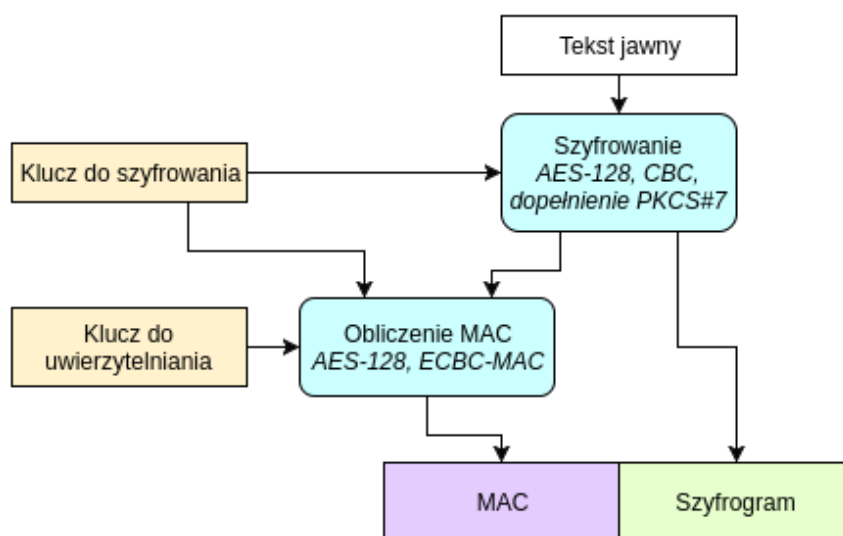 Tekst jawny
Klucz do szyfrowania
Szyfrowanie
AES-128, CBC,
dopełnienie PKCS#7
Klucz do
uwierzytelniania
Obliczenie MAC
AES-128, ECBC-MAC
MAC
Szyfrogram